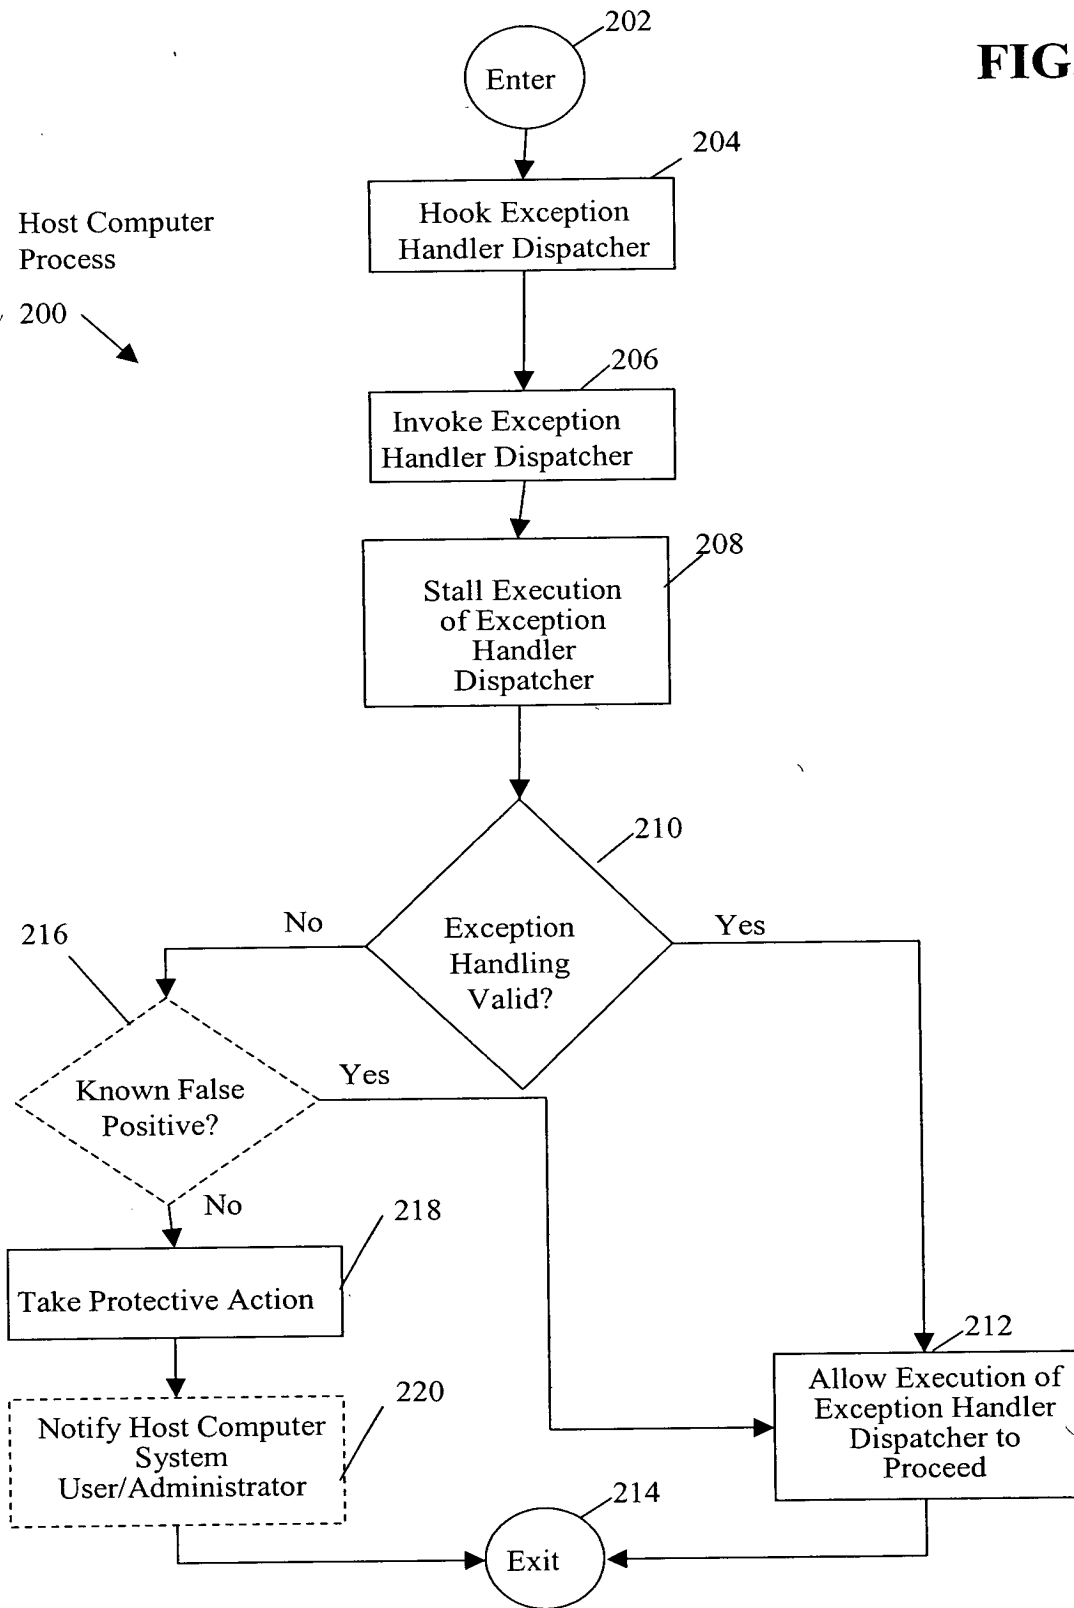 202
FIG.
Enter
204
Hook Exception
Handler Dispatcher
Host Computer
Process
200
206
Invoke Exception
Handler Dispatcher
208
Stall Execution
of Exception
Handler
Dispatcher
210
No
Yes
216
Exception
Handling
Valid?
Yes
Known False
Positive?
No
218
Take Protective Action
212
220
Allow Execution of
Exception Handler
Dispatcher to
Proceed
Notify Host Computer
System
User/Administrator
214
Exit